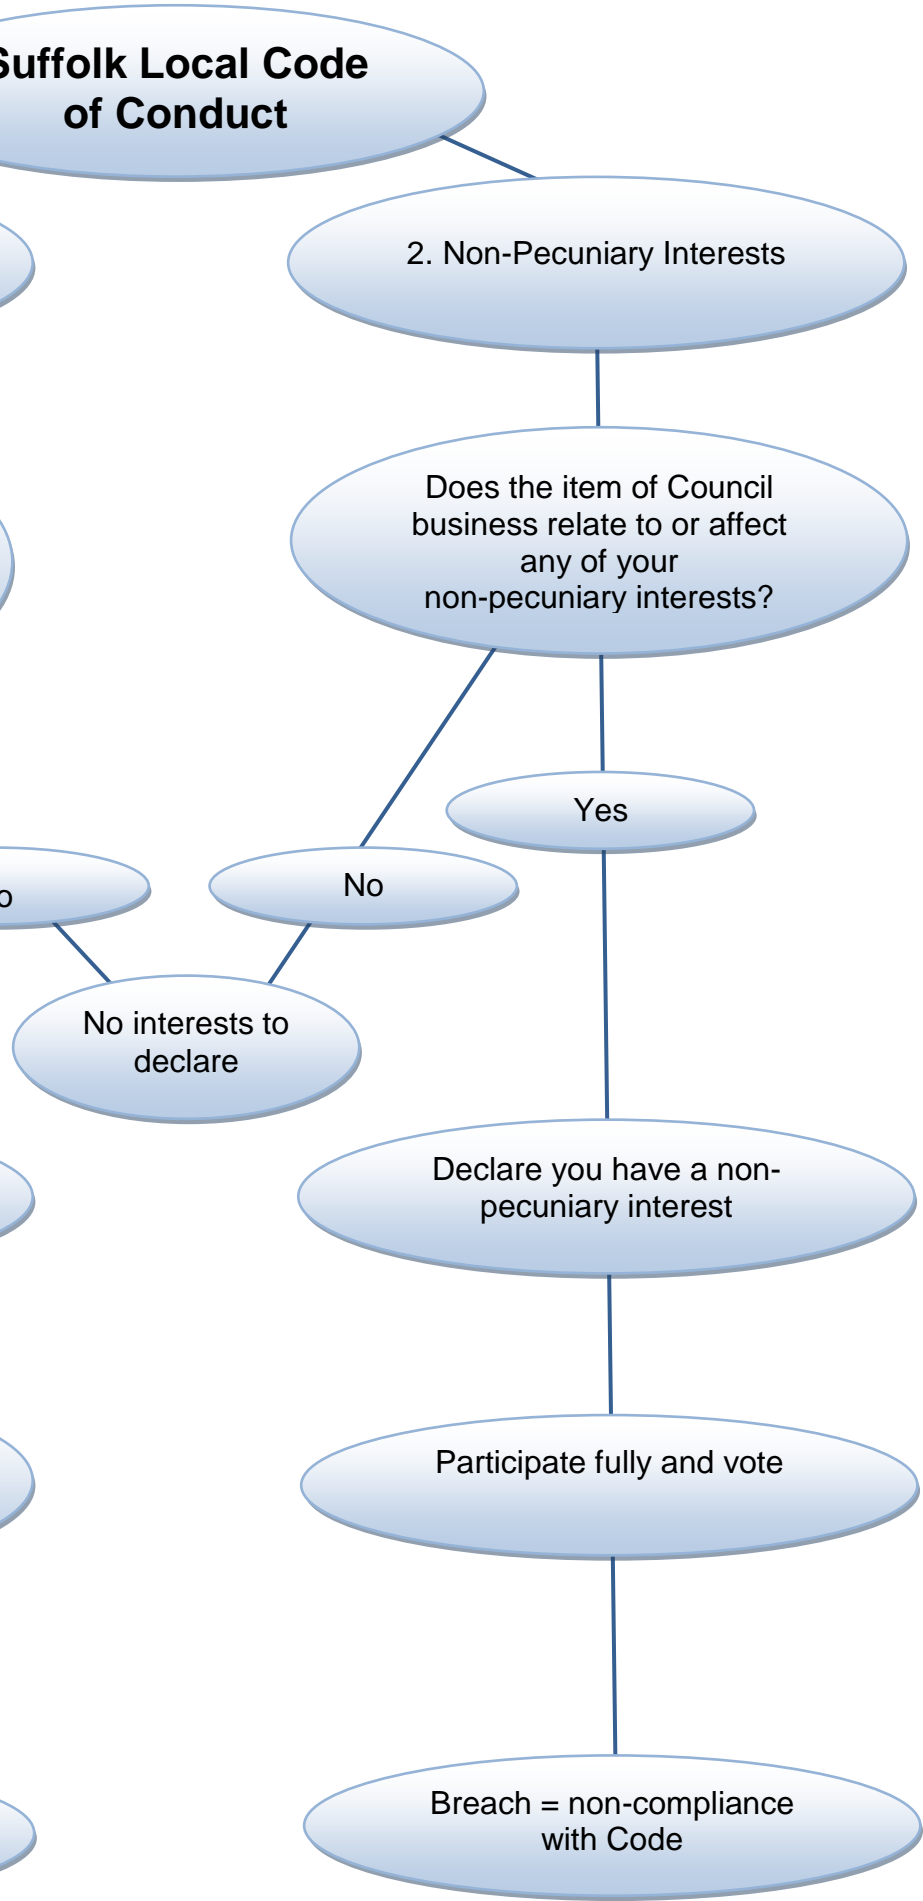 Suffolk Local Code
of Conduct
2. Non-Pecuniary Interests
Does the item of Council
business relate to or affect
any of your
non-pecuniary interests?
Yes
No
No interests to
declare
Declare you have a non-
pecuniary interest
Participate fully and vote
Breach = non-compliance
with Code